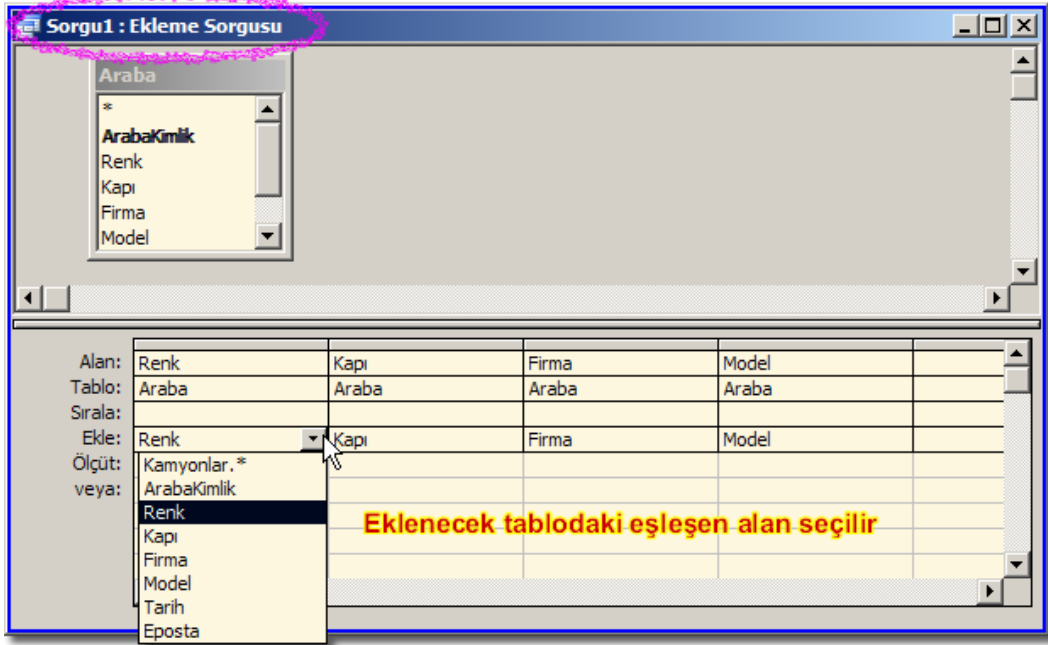 Sorgu1 : Ekleme Sorgusu
Araba
*
ArabaKimlik
Renk
Kapı
Firma
Model
Alan: Renk Kapı Firma Model
Tablo: Araba Araba Araba Araba
Sırala:
Ekle: Renk Kapı Firma Model
Ölçüt:
veya:
Kamyonlar.*
ArabaKimlik
Renk
Kapı
Firma
Model
Tarih
Eposta
Eklenecek tablodaki eşleşen alan seçilir